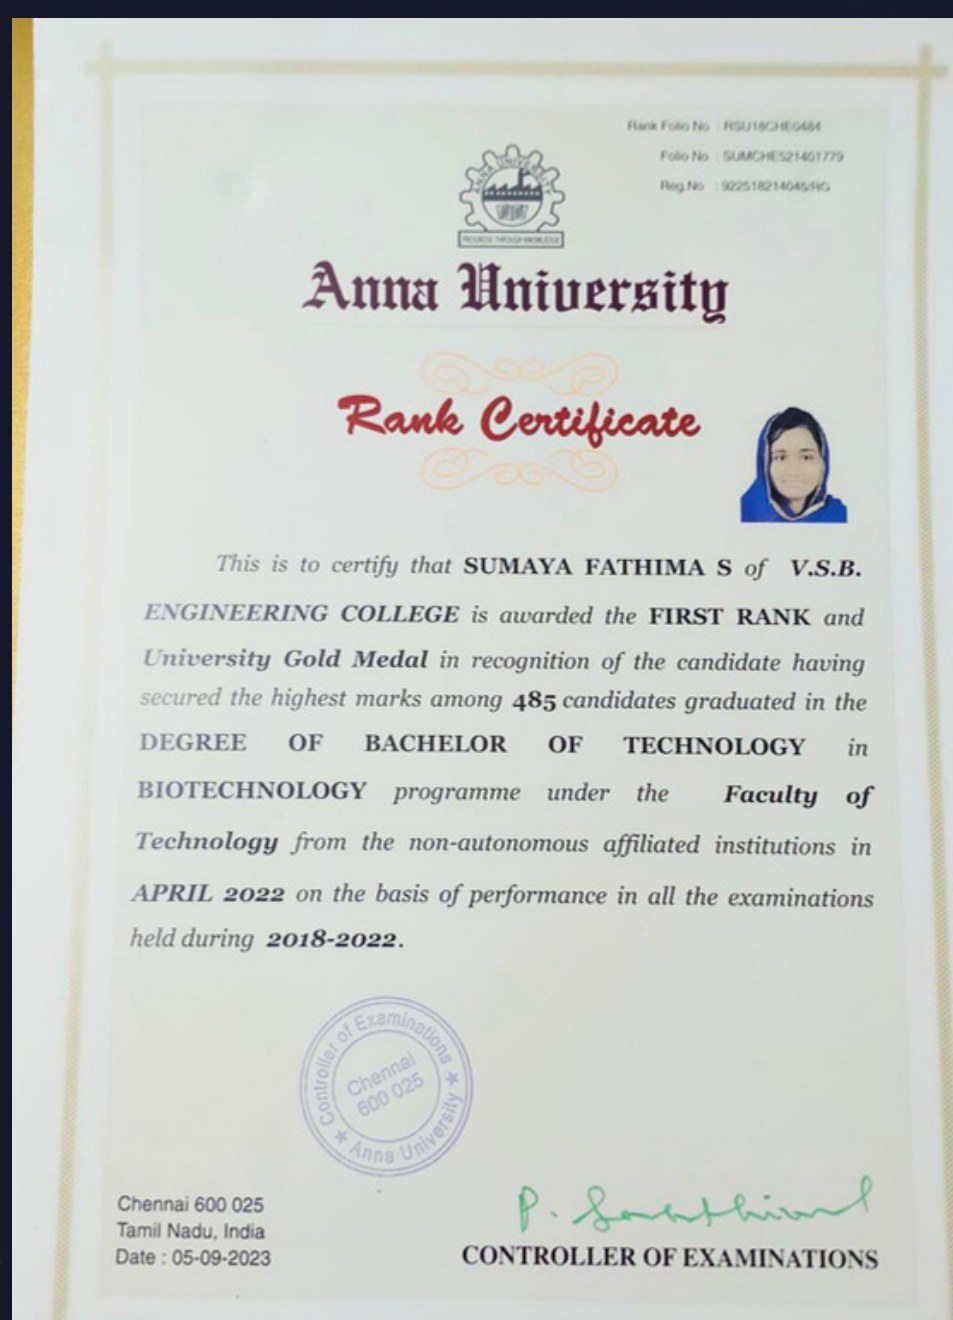 Rank Folio No : RSU18CHE0484
Folio No : SUMCHE521401779
Reg.No : 922518214045/RG
ANNA UNIVERSITY
PROGRESS THROUGH KNOWLEDGE
Anna University
Rank Certificate
This is to certify that SUMAYA FATHIMA S of V.S.B.
ENGINEERING COLLEGE is awarded the FIRST RANK and
University Gold Medal in recognition of the candidate having
secured the highest marks among 485 candidates graduated in the
DEGREE OF BACHELOR OF TECHNOLOGY in
BIOTECHNOLOGY programme under the Faculty of
Technology from the non-autonomous affiliated institutions in
APRIL 2022 on the basis of performance in all the examinations
held during 2018-2022.
Controller of Examinations
Chennai
600 025
★ Anna University ★
Chennai 600 025
Tamil Nadu, India
Date : 05-09-2023
CONTROLLER OF EXAMINATIONS